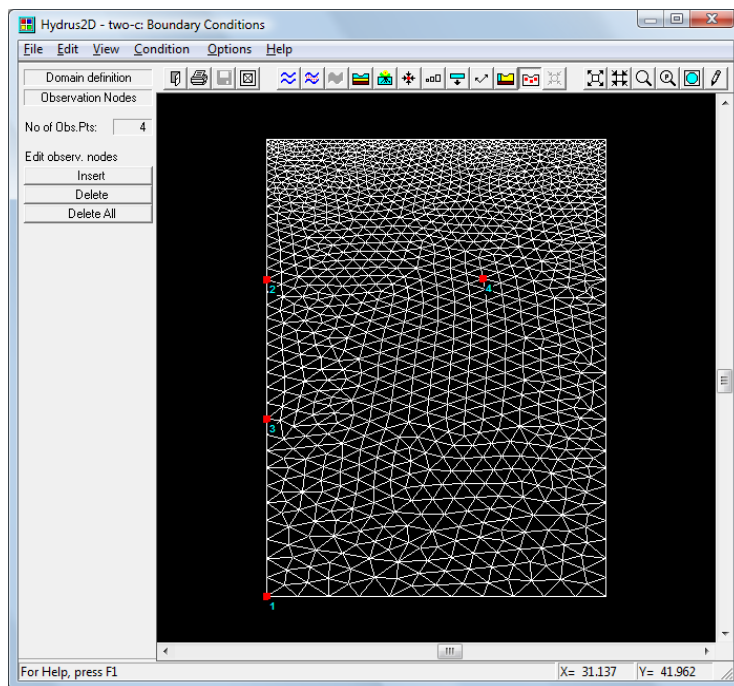 Hydrus2D - two-c: Boundary Conditions
File Edit View Condition Options Help
Domain definition
Observation Nodes
No of Obs.Pts: 4
Edit observ. nodes
Insert
Delete
Delete All
2
4
3
1
For Help, press F1
X= 31.137 Y= 41.962